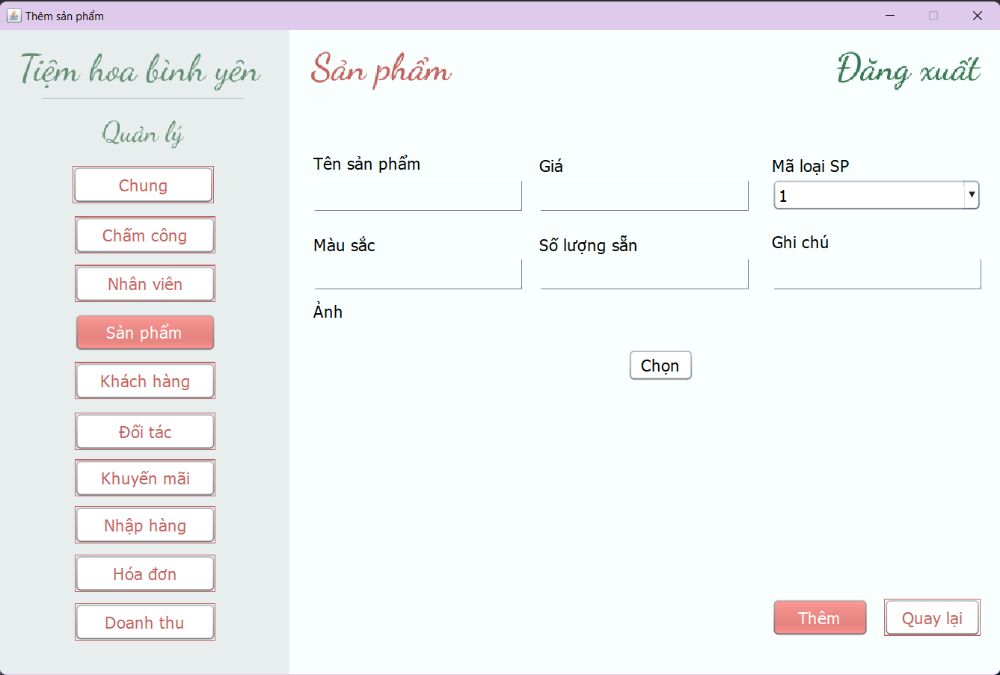 Thêm sản phẩm
Tiệm hoa bình yên
Quản lý
Chung
Chấm công
Nhân viên
Sản phẩm
Khách hàng
Đối tác
Khuyến mãi
Nhập hàng
Hóa đơn
Doanh thu
Sản phẩm
Đăng xuất
Tên sản phẩm
Giá
Mã loại SP
1
Màu sắc
Số lượng sẵn
Ghi chú
Ảnh
Chọn
Thêm
Quay lại